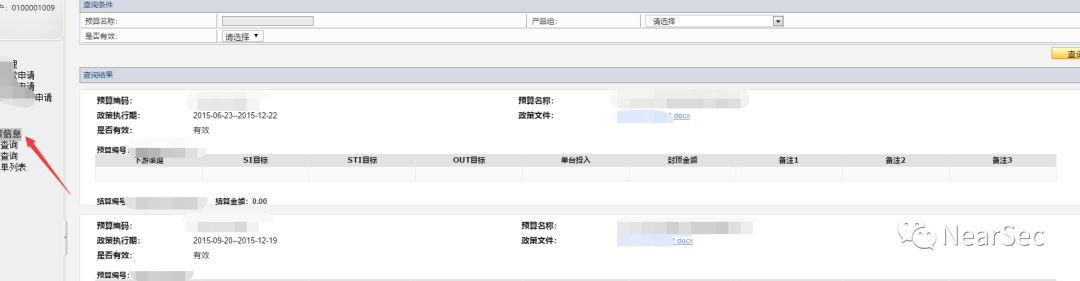 户：0100001009
查询条件
预算名称：
产品组： 请选择
是否有效： 请选择
查询
申请
申请
申请
查询结果
预算编码： 预算名称：
政策执行期： 2015-06-23--2015-12-22 政策文件： .docx
是否有效： 有效
信息
查询
查询
单列表
预算编号：
下游渠道 SI目标 STI目标 OUT目标 单台投入 封顶金额 备注1 备注2 备注3
结算编号 结算金额：0.00
预算编码： 预算名称：
政策执行期： 2015-09-20--2015-12-19 政策文件： .docx
是否有效： 有效
预算编号：
NearSec